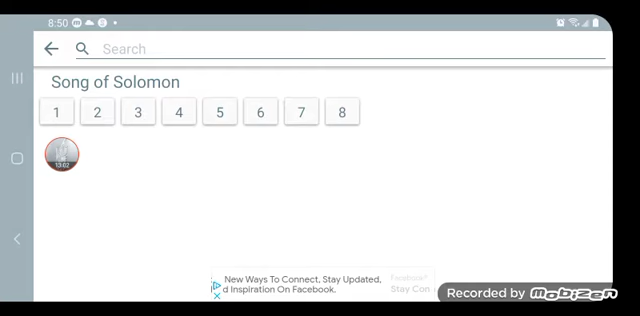 8:50
Search
Song of Solomon
1 2 3 4 5 6 7 8
13:02
New Ways To Connect, Stay Updated,
d Inspiration On Facebook.
Facebook®
Stay Con
Recorded by MOBIZEN